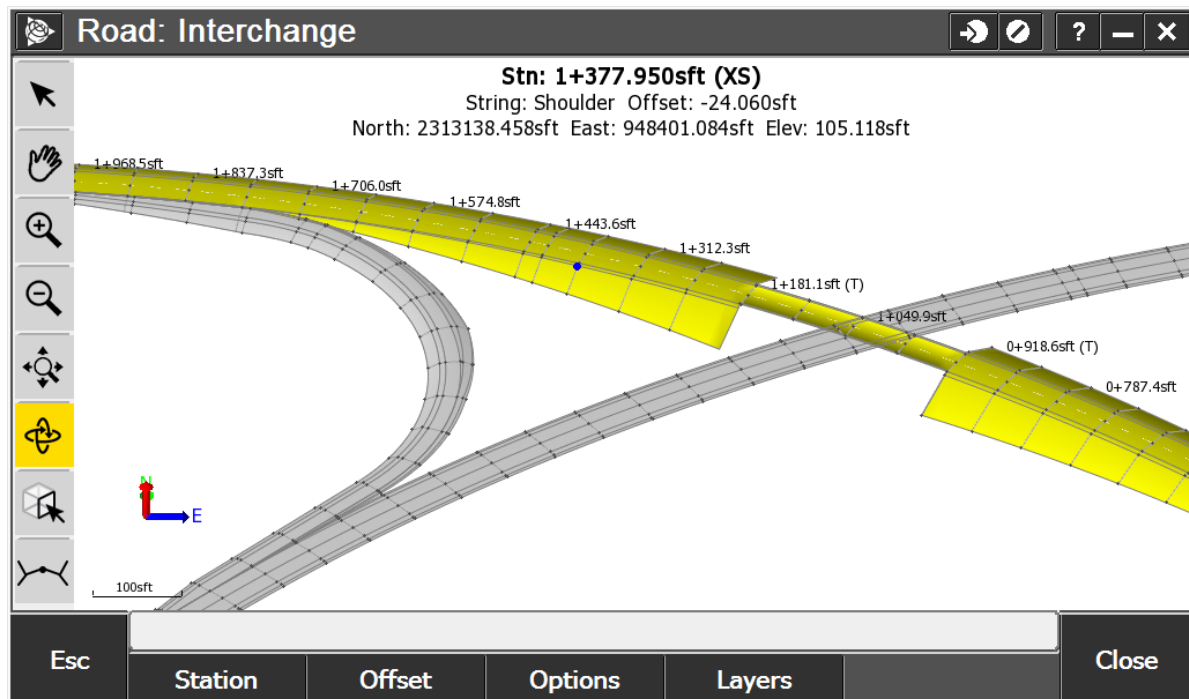 Road: Interchange
?
Stn: 1+377.950sft (XS)
String: Shoulder Offset: -24.060sft
North: 2313138.458sft East: 948401.084sft Elev: 105.118sft
1+968.5sft
1+837.3sft
1+706.0sft
1+574.8sft
1+443.6sft
1+312.3sft
1+181.1sft (T)
1+049.9sft
0+918.6sft (T)
0+787.4sft
N
E
100sft
Esc
Station
Offset
Options
Layers
Close